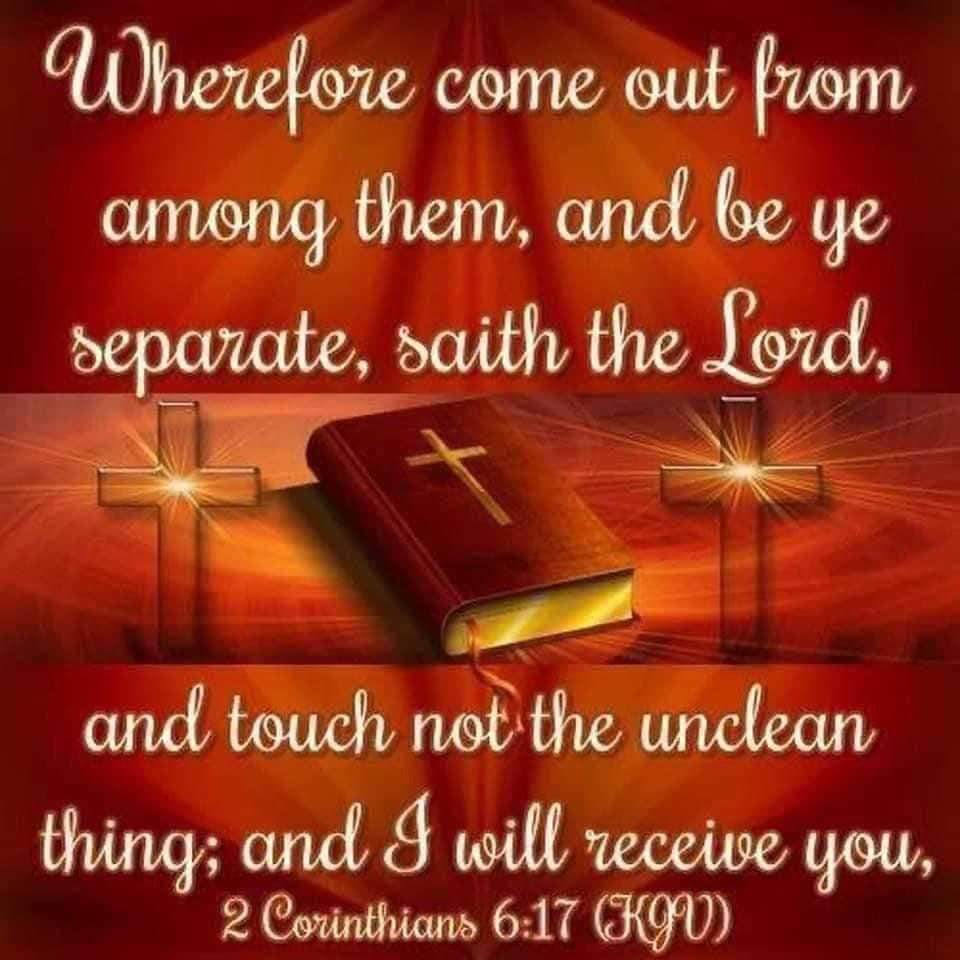 Wherefore come out from
among them, and be ye
separate, saith the Lord,
and touch not the unclean
thing; and I will receive you,
2 Corinthians 6:17 (KJV)